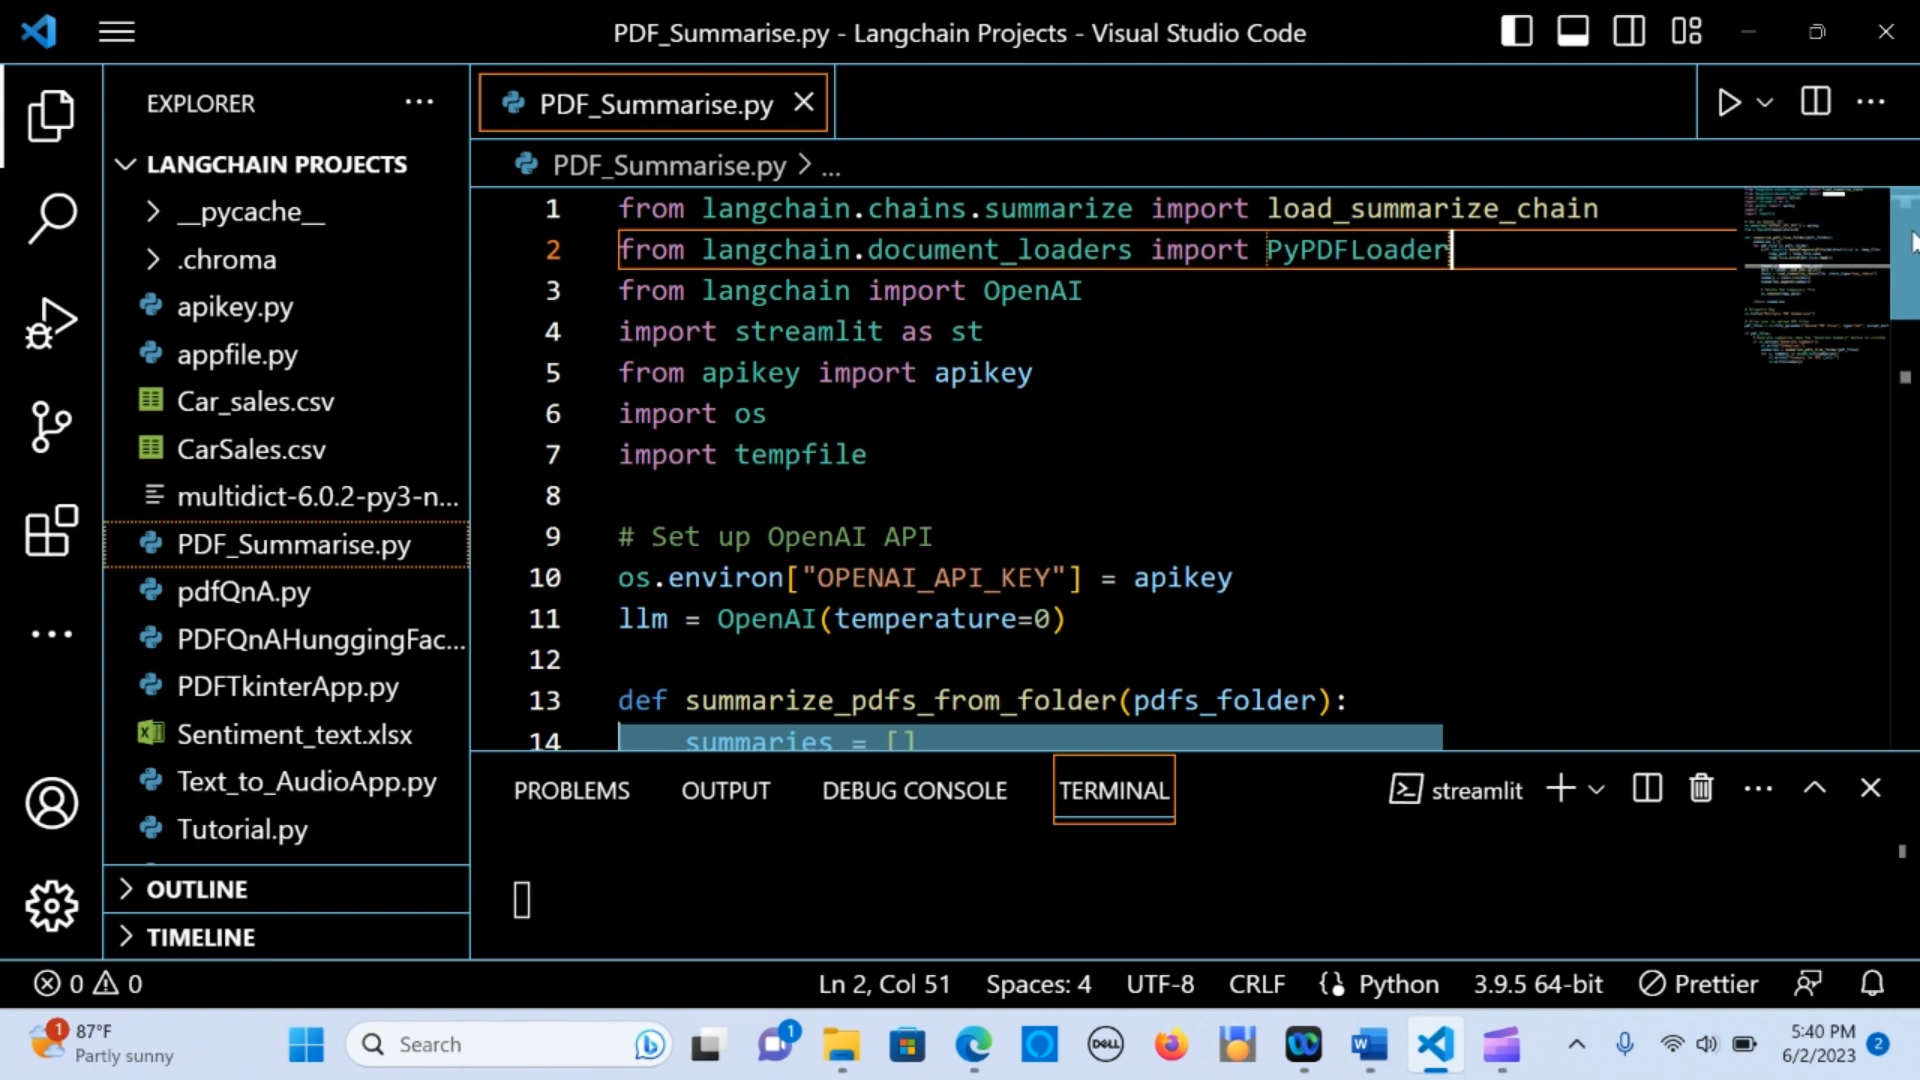 PDF_Summarise.py - Langchain Projects - Visual Studio Code
EXPLORER
LANGCHAIN PROJECTS
__pycache__
.chroma
apikey.py
appfile.py
Car_sales.csv
CarSales.csv
multidict-6.0.2-py3-n...
PDF_Summarise.py
pdfQnA.py
PDFQnAHunggingFac...
PDFTkinterApp.py
Sentiment_text.xlsx
Text_to_AudioApp.py
Tutorial.py
OUTLINE
TIMELINE
PDF_Summarise.py
PDF_Summarise.py > ...
1 from langchain.chains.summarize import load_summarize_chain
2 from langchain.document_loaders import PyPDFLoader
3 from langchain import OpenAI
4 import streamlit as st
5 from apikey import apikey
6 import os
7 import tempfile
8
9 # Set up OpenAI API
10 os.environ["OPENAI_API_KEY"] = apikey
11 llm = OpenAI(temperature=0)
12
13 def summarize_pdfs_from_folder(pdfs_folder):
14 summaries = []
PROBLEMS OUTPUT DEBUG CONSOLE TERMINAL streamlit
0 0 Ln 2, Col 51 Spaces: 4 UTF-8 CRLF Python 3.9.5 64-bit Prettier
1 87°F
Partly sunny
Search
1
DELL
W
5:40 PM
6/2/2023
2